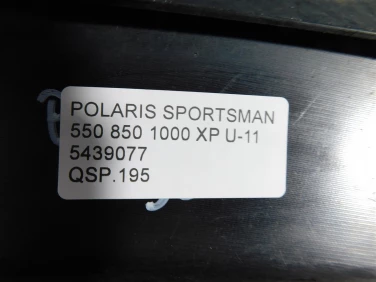 POLARIS SPORTSMAN
550 850 1000 XP U-11
5439077
QSP.195